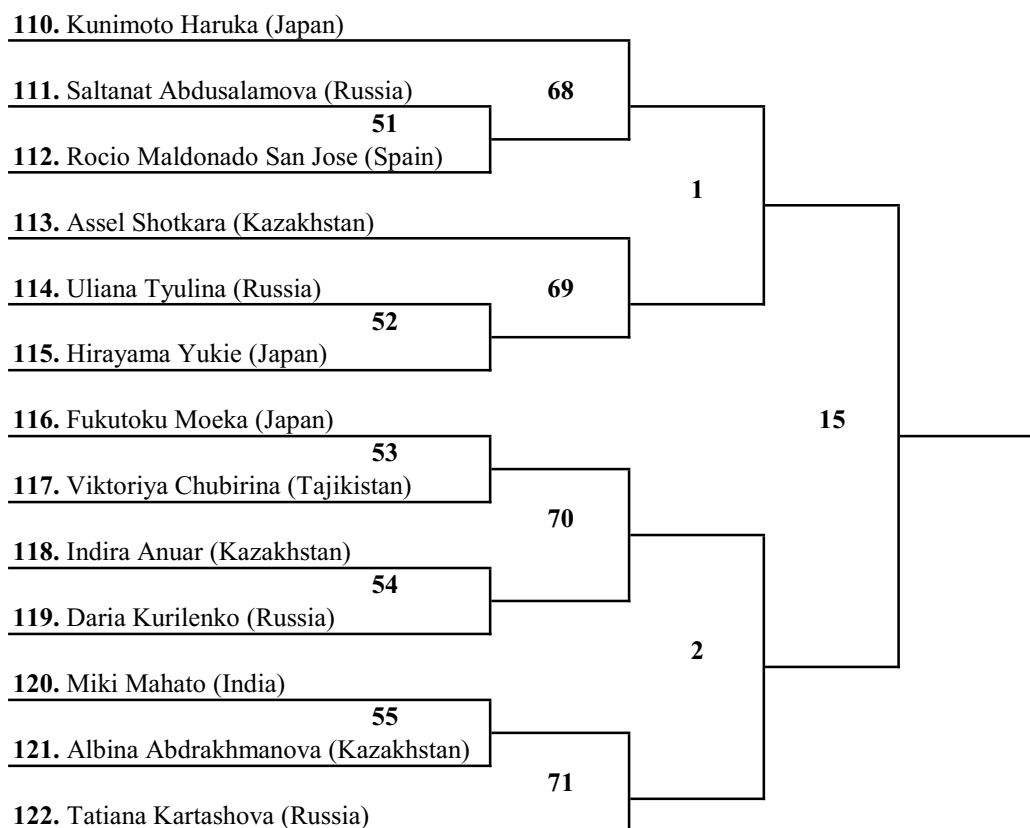 110. Kunimoto Haruka (Japan)
111. Saltanat Abdusalamova (Russia)
68
51
112. Rocio Maldonado San Jose (Spain)
1
113. Assel Shotkara (Kazakhstan)
114. Uliana Tyulina (Russia)
69
52
115. Hirayama Yukie (Japan)
116. Fukutoku Moeka (Japan)
15
53
117. Viktoriya Chubirina (Tajikistan)
70
118. Indira Anuar (Kazakhstan)
54
119. Daria Kurilenko (Russia)
2
120. Miki Mahato (India)
55
121. Albina Abdrakhmanova (Kazakhstan)
71
122. Tatiana Kartashova (Russia)